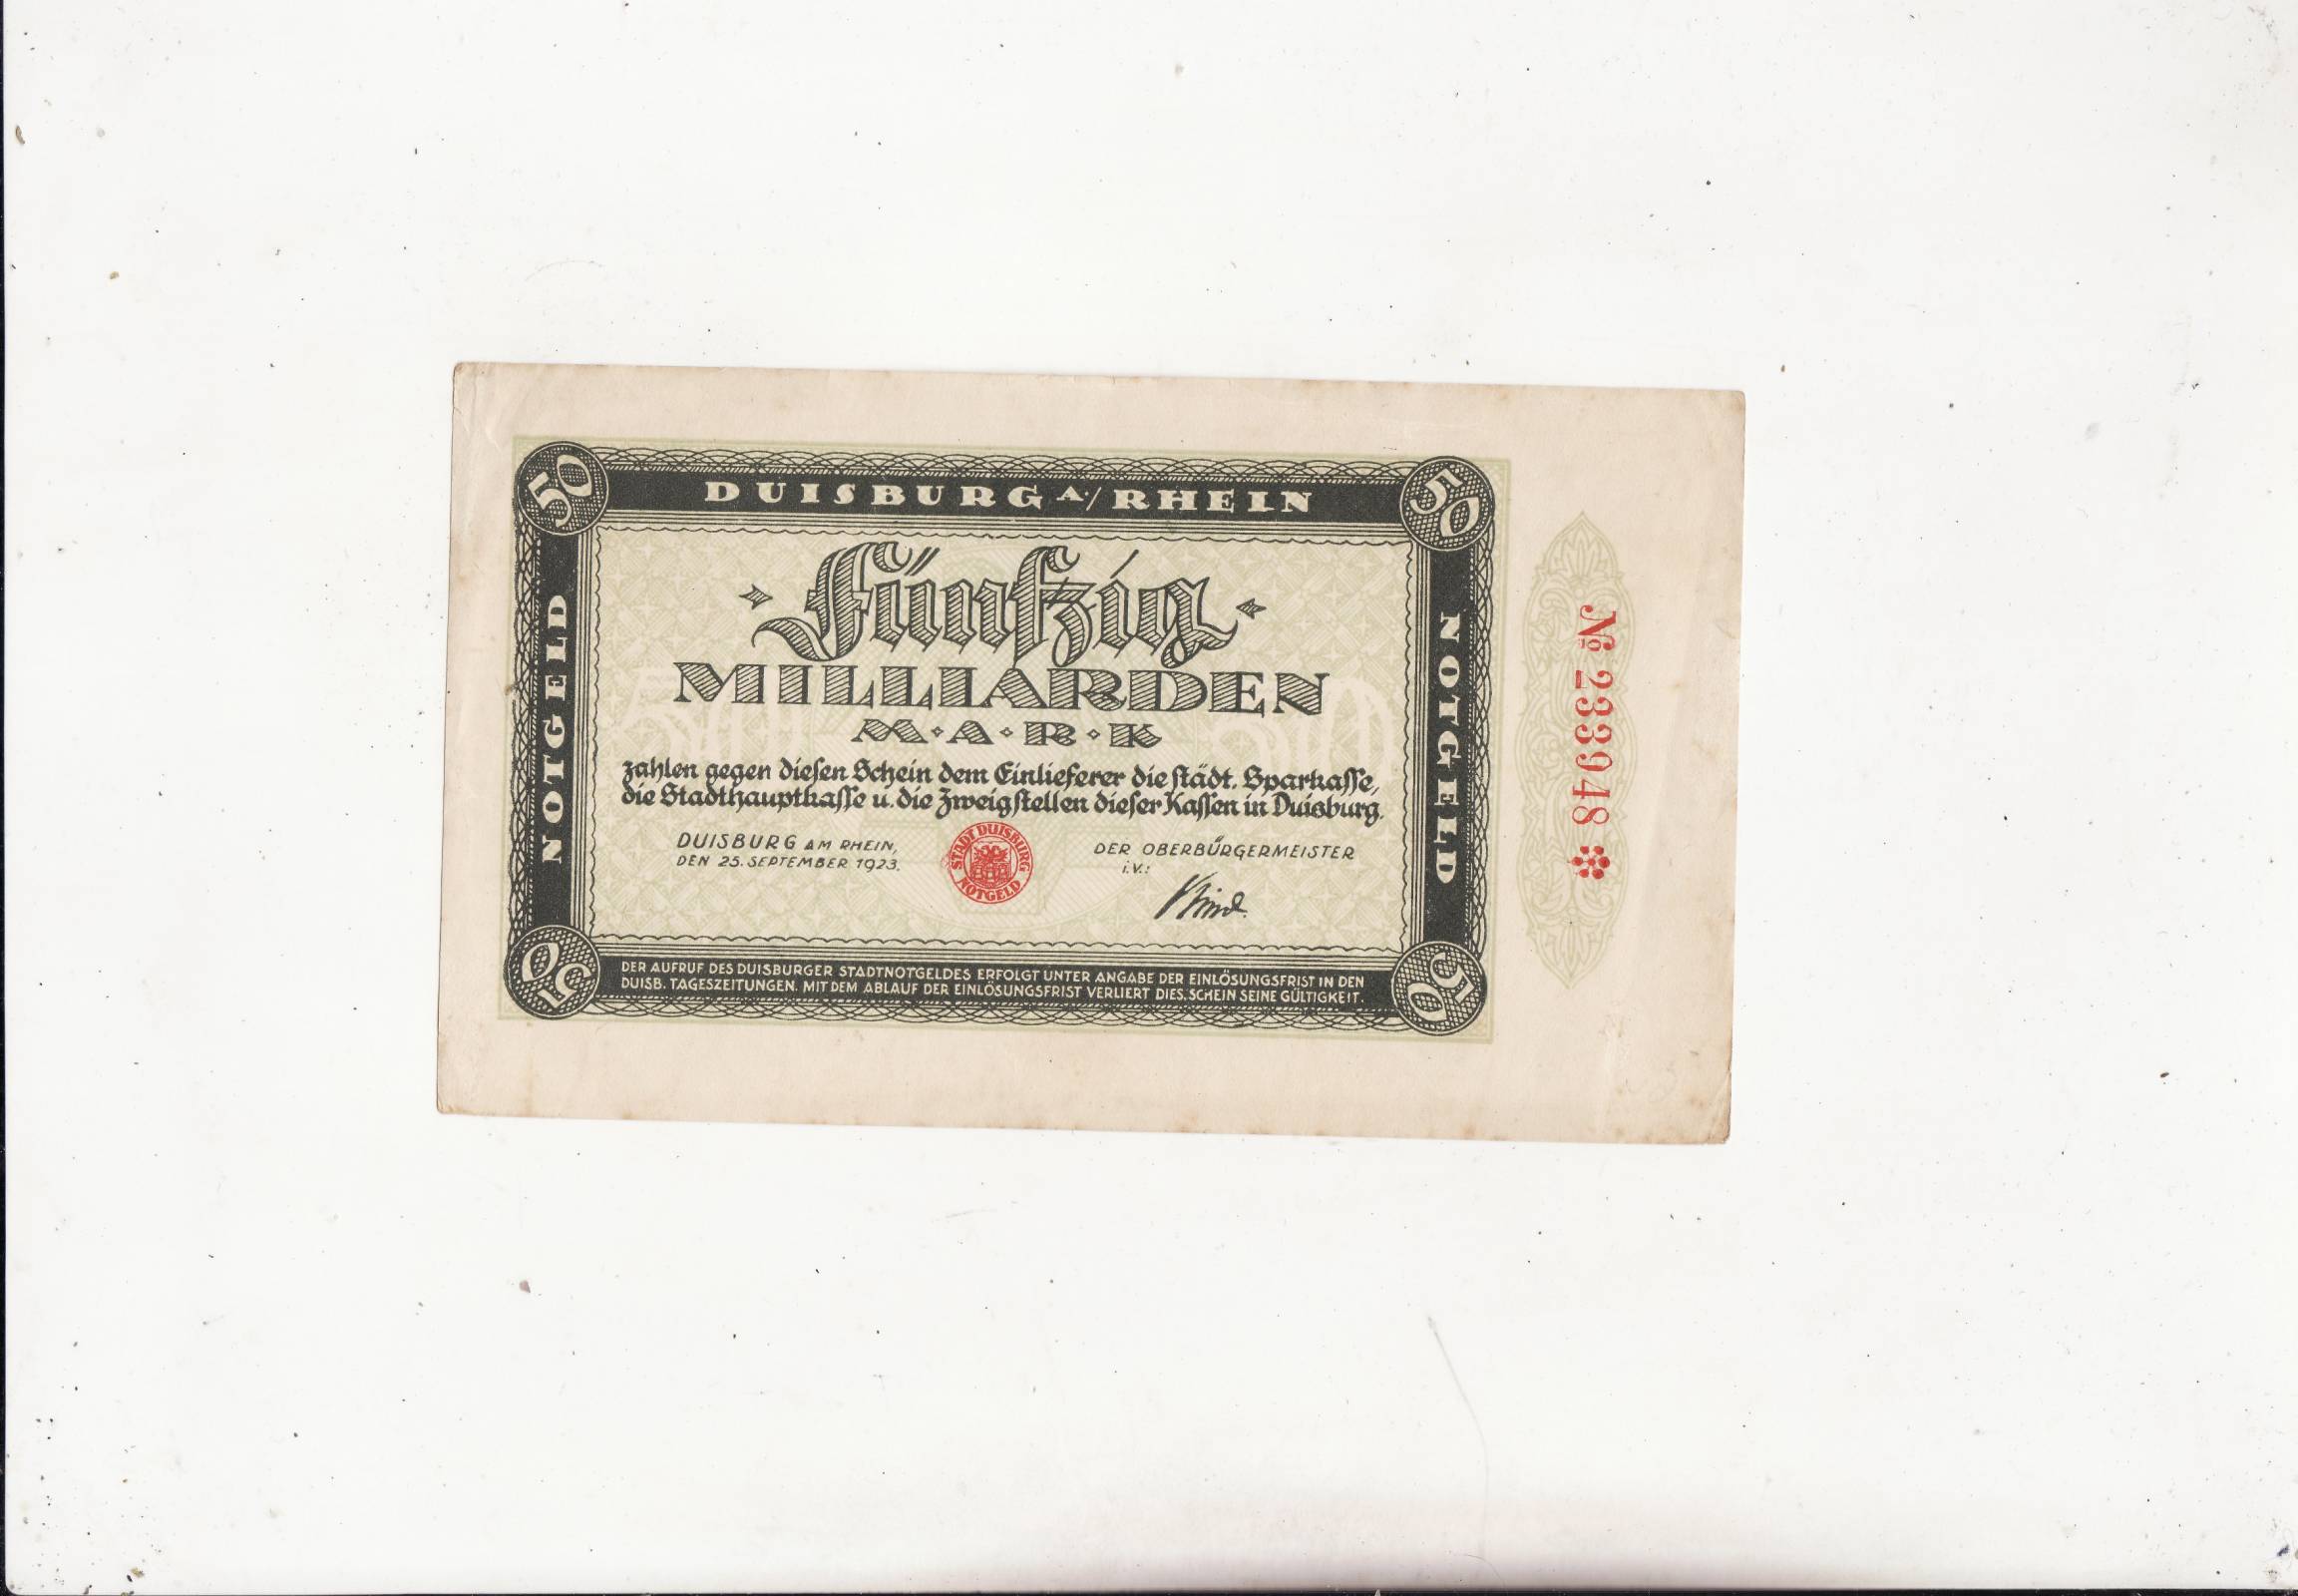 50
DUISBURG A./RHEIN
50
NOTGELD
Fünfzig
MILLIARDEN
M·A·R·K
zahlen gegen diesen Schein dem Einlieferer die städt. Sparkasse,
die Stadthauptkasse u. die Zweigstellen dieser Kassen in Duisburg.
DUISBURG AM RHEIN,
DEN 25. SEPTEMBER 1923.
STADT DUISBURG
NOTGELD
DER OBERBÜRGERMEISTER
i.V.:
NOTGELD
№ 233948
50
DER AUFRUF DES DUISBURGER STADTNOTGELDES ERFOLGT UNTER ANGABE DER EINLÖSUNGSFRIST IN DEN
DUISB. TAGESZEITUNGEN. MIT DEM ABLAUF DER EINLÖSUNGSFRIST VERLIERT DIES. SCHEIN SEINE GÜLTIGKEIT.
50